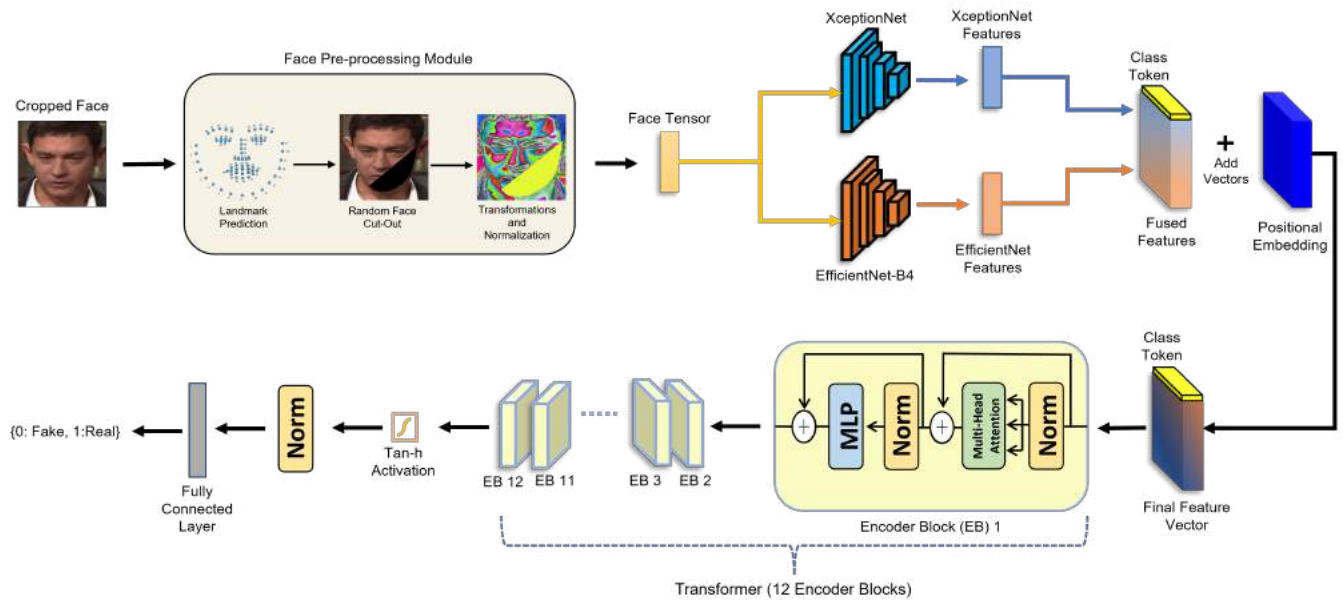 Face Pre-processing Module
Cropped Face
Landmark
Prediction
Random Face
Cut-Out
Transformations
and
Normalization
Face Tensor
XceptionNet
XceptionNet
Features
EfficientNet-B4
EfficientNet
Features
Class
Token
Fused
Features
+
Add
Vectors
Positional
Embedding
Class
Token
Final Feature
Vector
Norm
Multi-Head
Attention
+
Norm
MLP
+
Encoder Block (EB) 1
EB 2
EB 3
EB 11
EB 12
Transformer (12 Encoder Blocks)
Tan-h
Activation
Norm
Fully
Connected
Layer
{0: Fake, 1:Real}